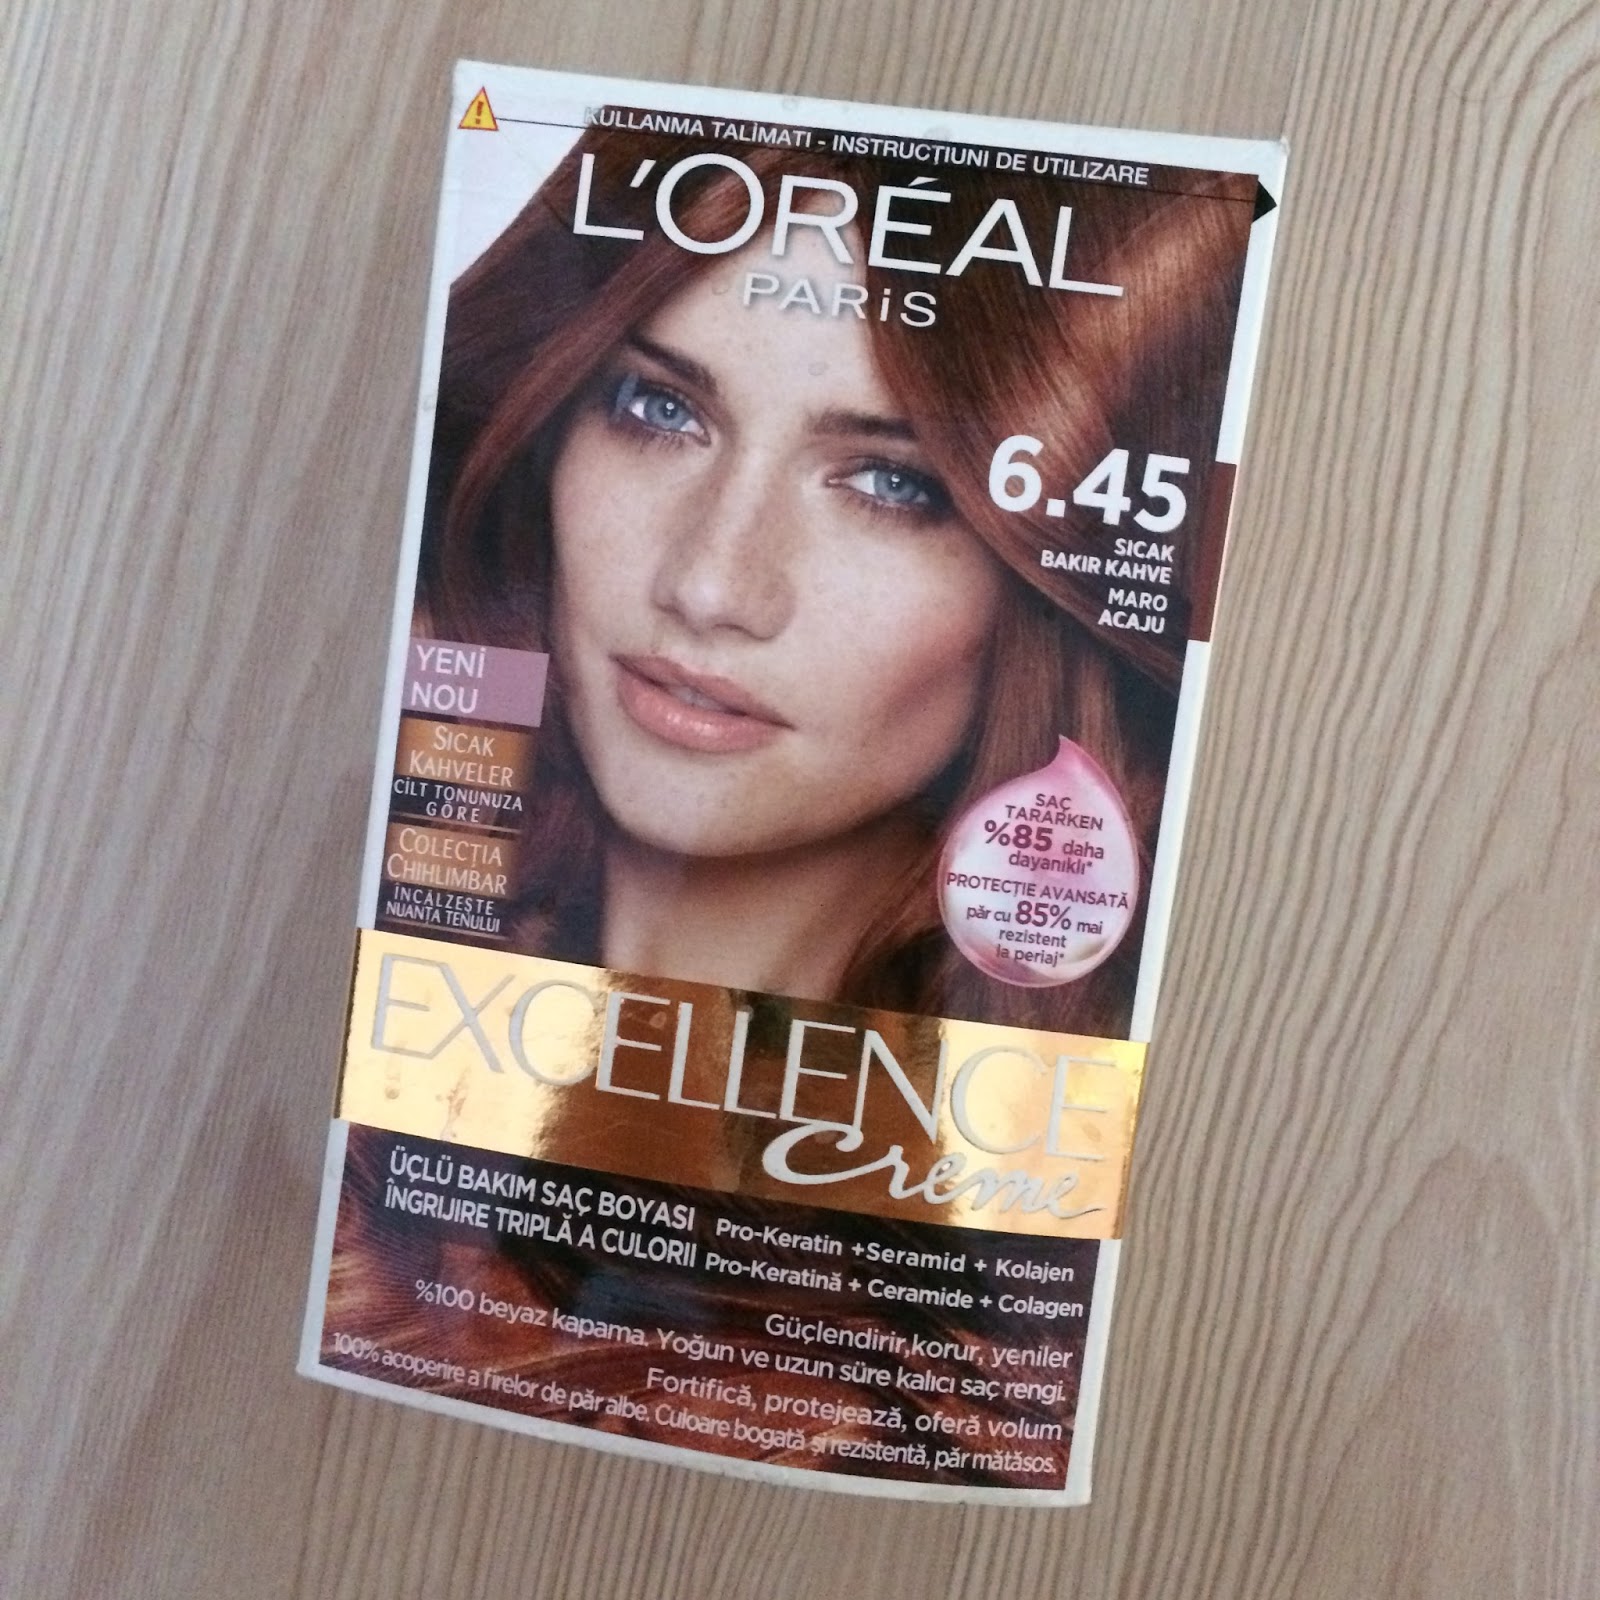 KULLANMA TALİMATI - INSTRUCȚIUNI DE UTILIZARE
L'ORÉAL
PARiS
6.45
SICAK
BAKIR KAHVE
MARO
ACAJU
YENİ
NOU
SICAK
KAHVELER
CİLT TONUNUZA
GÖRE
COLECȚIA
CHIHLIMBAR
ÎNCĂLZEȘTE
NUANȚA TENULUI
SAÇ
TARARKEN
%85 daha
dayanıklı*
PROTECȚIE AVANSATĂ
păr cu 85% mai
rezistent
la periaj*
EXCELLENCE
Creme
ÜÇLÜ BAKIM SAÇ BOYASI Pro-Keratin +Seramid + Kolajen
ÎNGRIJIRE TRIPLĂ A CULORII Pro-Keratină + Ceramide + Colagen
Güçlendirir,korur, yeniler
%100 beyaz kapama. Yoğun ve uzun süre kalıcı saç rengi.
Fortifică, protejează, oferă volum
100% acoperire a firelor de păr albe. Culoare bogată și rezistentă, păr mătăsos.